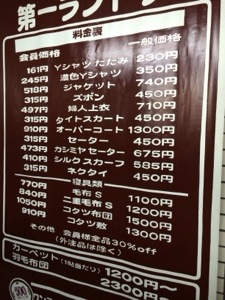 第一ランドリ
料金表
会員価格 一般価格
161円 Yシャツ たたみ 230円
245円 濃色Yシャツ 350円
518円 ジャケット 740円
315円 ズボン 450円
497円 婦人上衣 710円
315円 タイトスカート 450円
910円 オーバーコート 1300円
315円 セーター 450円
473円 カシミヤセーター 675円
410円 シルクスカーフ 585円
315円 ネクタイ 450円
寝具類
770円 毛布 S 1100円
840円 二重毛布 S 1200円
1050円 コタツ布団 1500円
910円 コタツ敷 1300円
その他 会員様全品30%off
(外注品は除く)
カーペット(1帖当たり) 1200円〜
羽毛布団 2300円〜